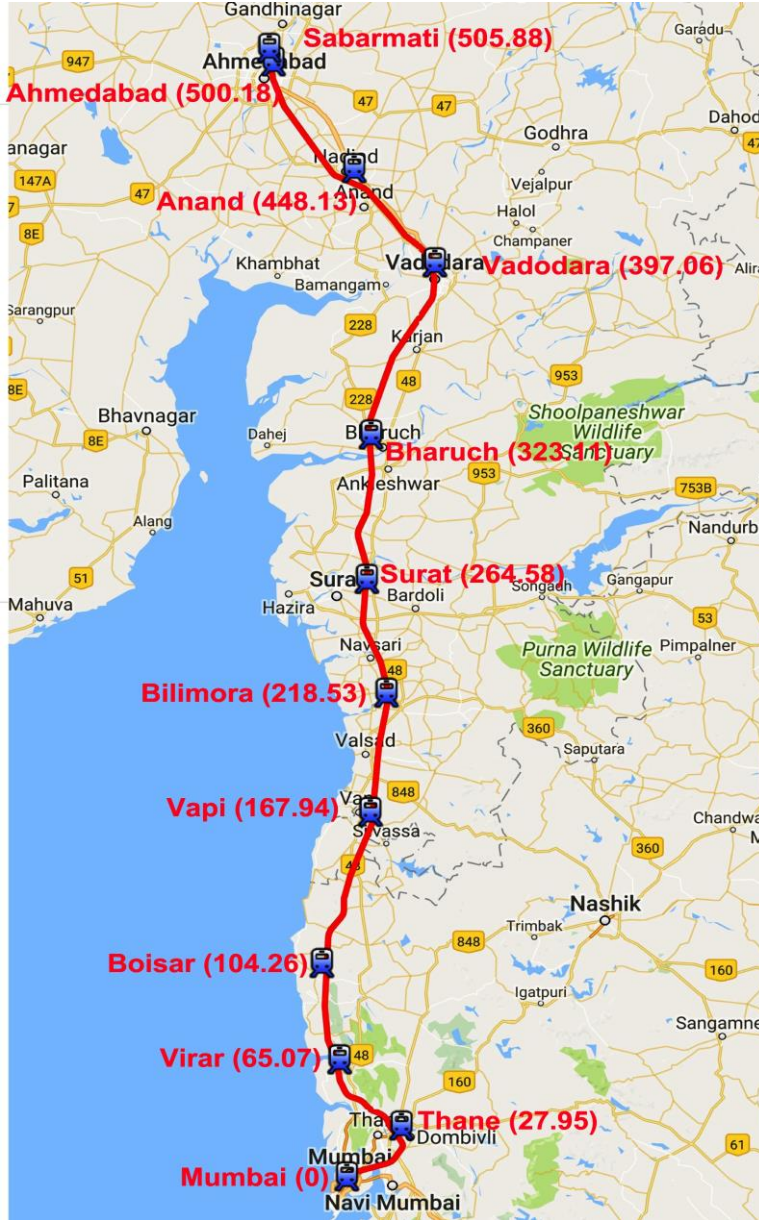 Gandhinagar
Sabarmati (505.88)
Garadu
947
Ahmedabad
Ahmedabad (500.18)
47
47
Dahod
Godhra
anagar
Nadiad
47
147A
47
Vejalpur
Anand
Anand (448.13)
Halol
7
8E
Champaner
Khambhat
Vadodara
Vadodara (397.06)
Alira
Bamangam
Sarangpur
228
Karjan
953
8E
48
228
Shoolpaneshwar
Wildlife
Sanctuary
Bhavnagar
8E
Dahej
Bharuch
Bharuch (323.11)
Ankleshwar
953
Palitana
753B
Alang
Nandurb
51
Surat
Surat (264.58)
Gangapur
Songadh
Mahuva
Hazira
Bardoli
53
Navsari
Purna Wildlife
Sanctuary
Pimpalner
48
Bilimora (218.53)
360
Valsad
Saputara
848
Vapi (167.94)
Vapi
Silvassa
Chandwa
M
360
48
Nashik
Trimbak
848
Boisar (104.26)
160
Igatpuri
Sangamne
Virar (65.07)
48
160
Thane (27.95)
Than
Dombivli
61
Mumbai
Mumbai (0)
Navi Mumbai